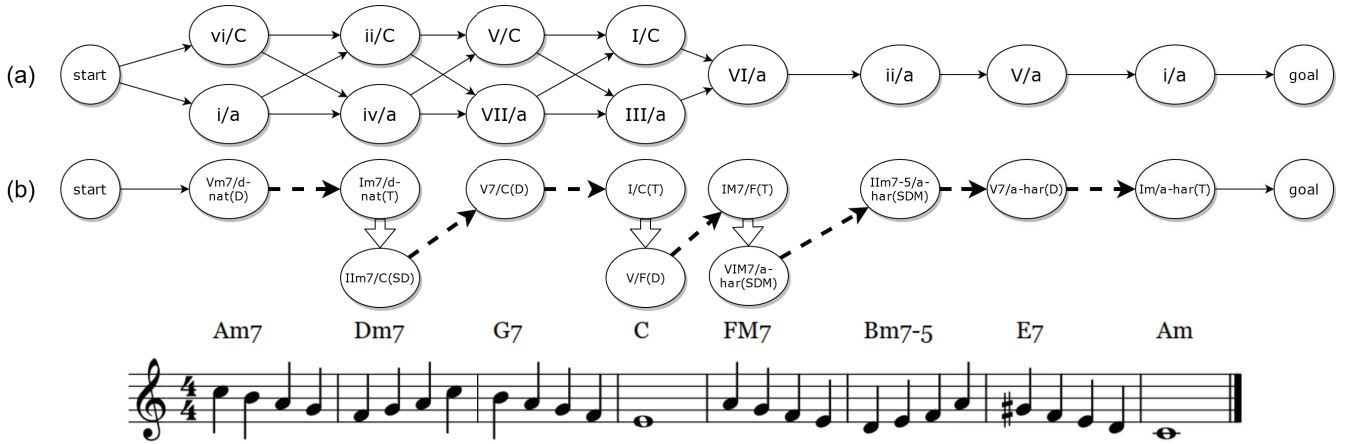 vi/C ii/C V/C I/C
(a) start VI/a ii/a V/a i/a goal
i/a iv/a VII/a III/a
(b) start Vm7/d-nat(D) Im7/d-nat(T) V7/C(D) I/C(T) IM7/F(T) IIm7-5/a-har(SDM) V7/a-har(D) Im/a-har(T) goal
IIm7/C(SD) V/F(D) VIM7/a-har(SDM)
Am7 Dm7 G7 C FM7 Bm7-5 E7 Am
4
4